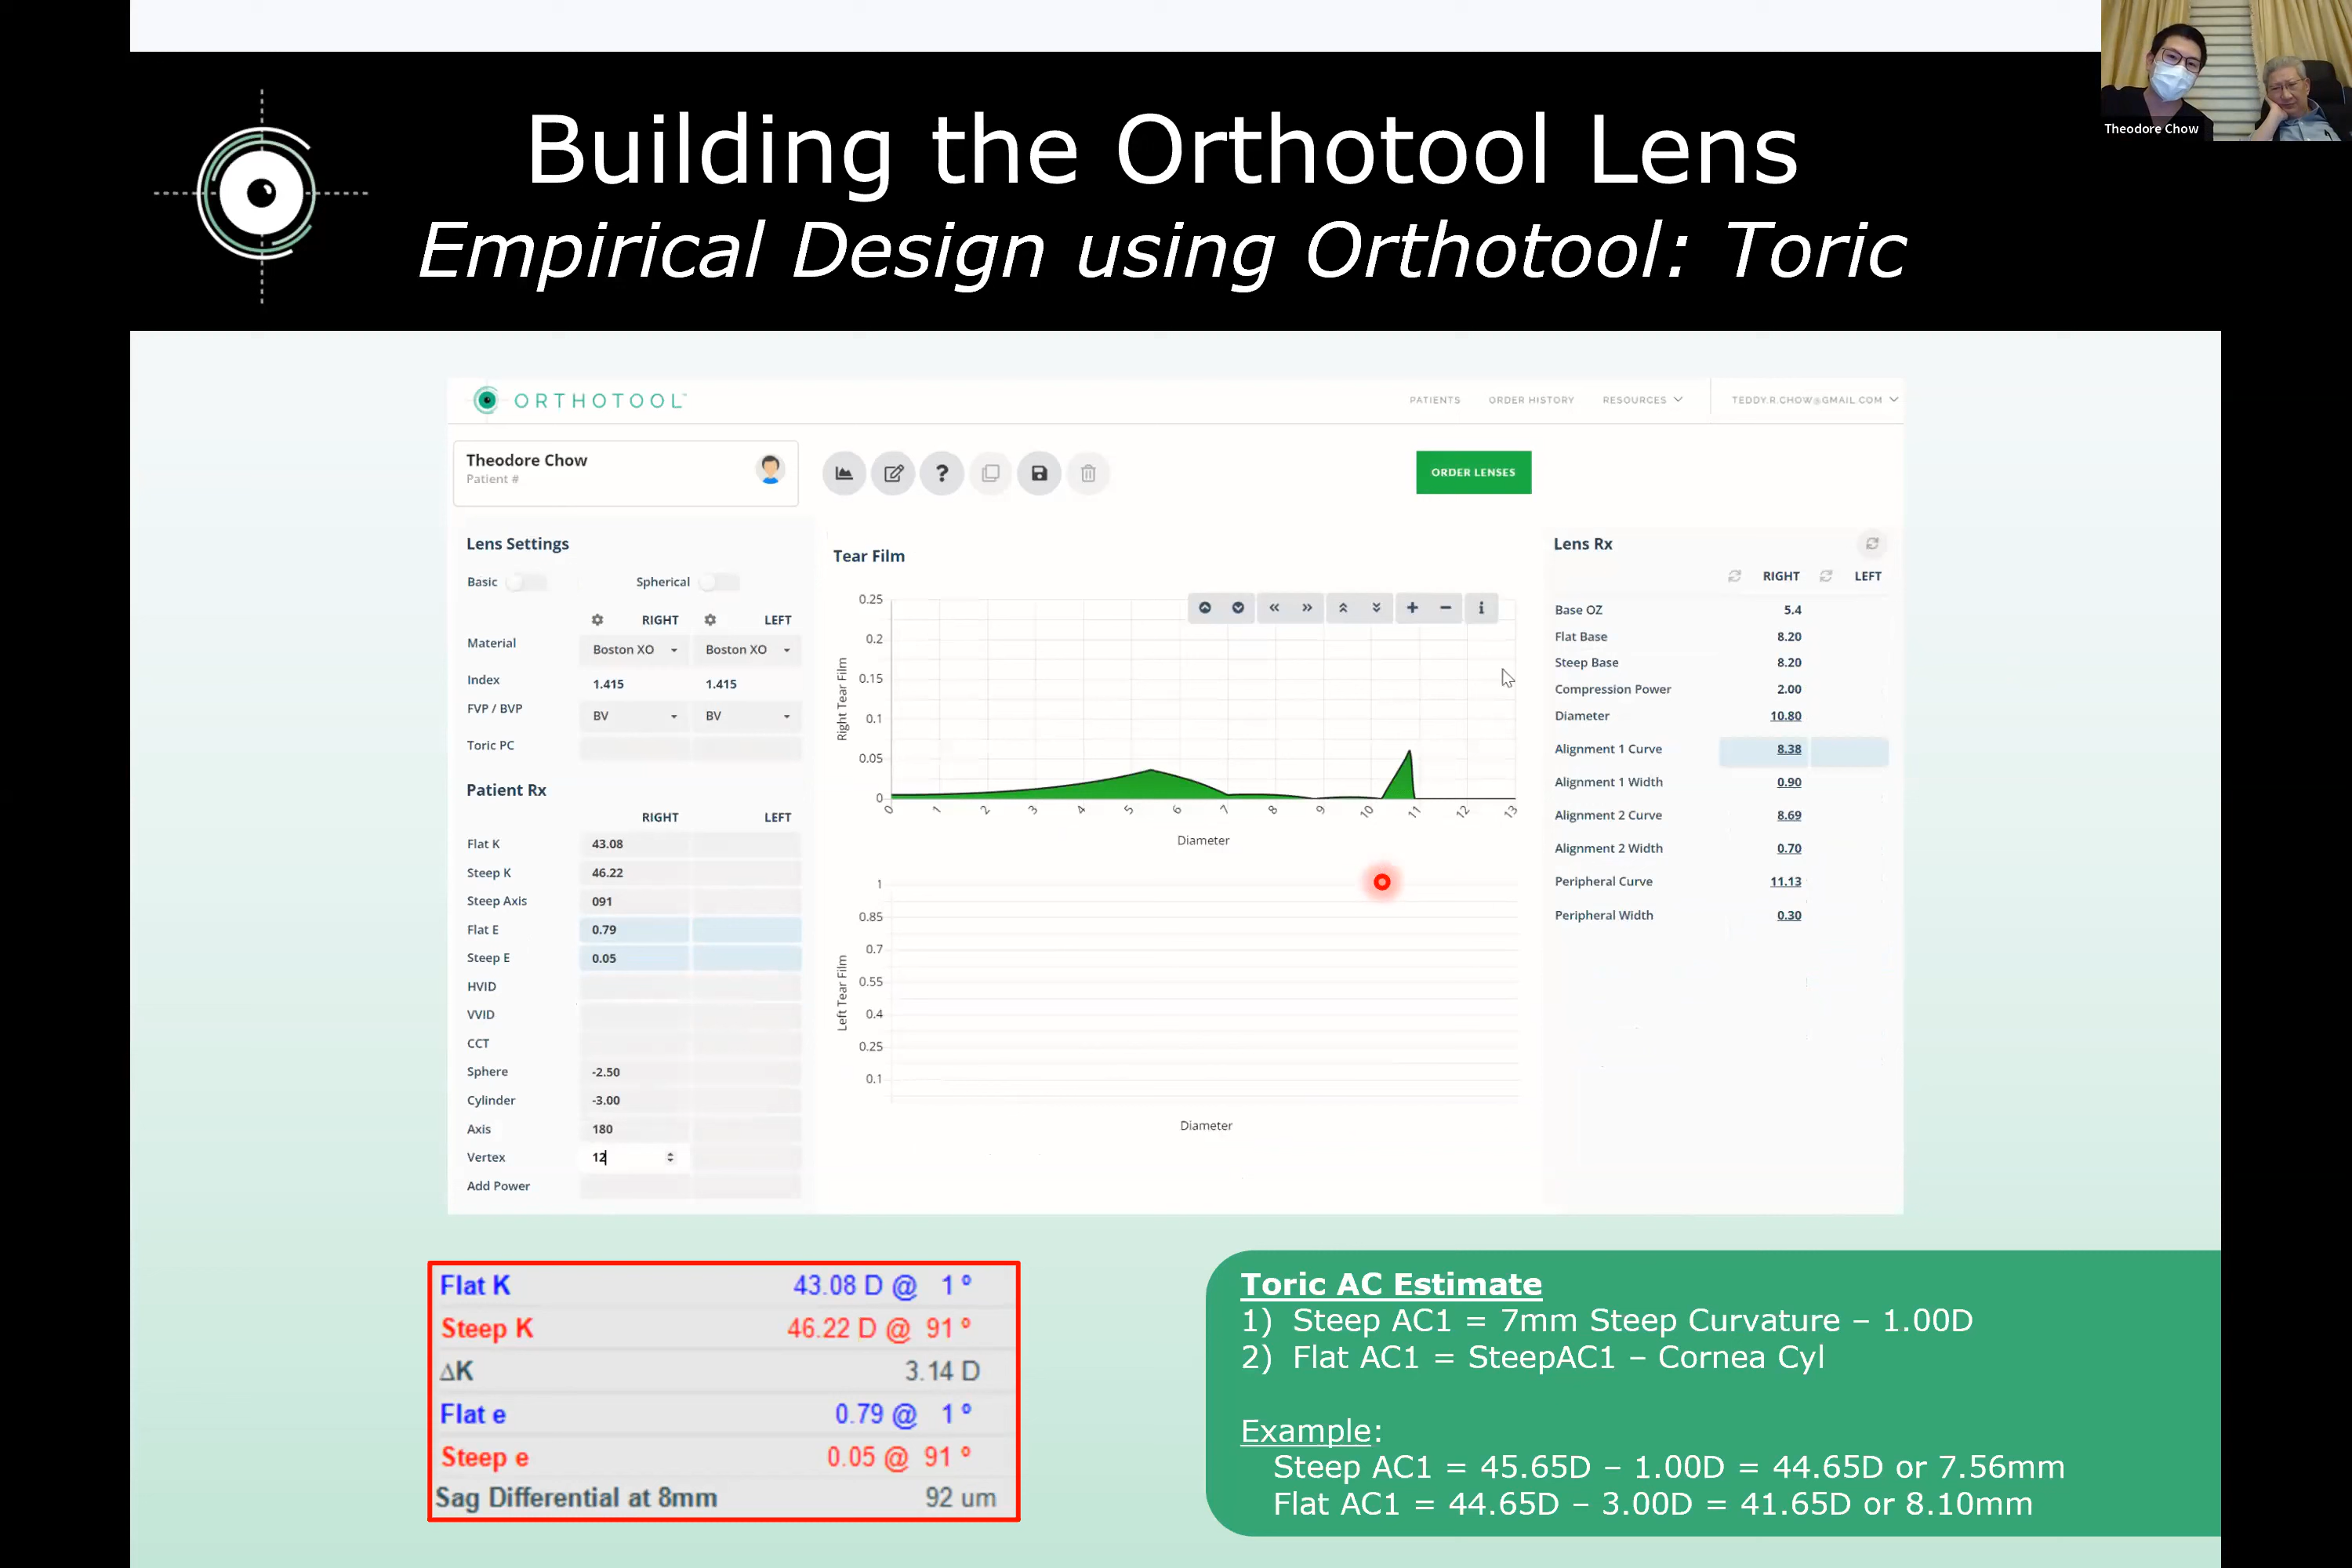 Theodore Chow
Building the Orthotool Lens
Empirical Design using Orthotool: Toric
ORTHOTOOL
PATIENTS ORDER HISTORY RESOURCES TEDDY.R.CHOW@GMAIL.COM
Theodore Chow
Patient #
?
ORDER LENSES
Lens Settings
Basic Spherical
RIGHT LEFT
Material Boston XO Boston XO
Index 1.415 1.415
FVP / BVP BV BV
Toric PC
Patient Rx
RIGHT LEFT
Flat K 43.08
Steep K 46.22
Steep Axis 091
Flat E 0.79
Steep E 0.05
HVID
VVID
CCT
Sphere -2.50
Cylinder -3.00
Axis 180
Vertex 12
Add Power
Tear Film
Right Tear Film
0.25
0.2
0.15
0.1
0.05
0
0 1 2 3 4 5 6 7 8 9 10 11 12 13
Diameter
Left Tear Film
1
0.85
0.7
0.55
0.4
0.25
0.1
Diameter
Lens Rx
RIGHT LEFT
Base OZ 5.4
Flat Base 8.20
Steep Base 8.20
Compression Power 2.00
Diameter 10.80
Alignment 1 Curve 8.38
Alignment 1 Width 0.90
Alignment 2 Curve 8.69
Alignment 2 Width 0.70
Peripheral Curve 11.13
Peripheral Width 0.30
Flat K 43.08 D @ 1 °
Steep K 46.22 D @ 91 °
ΔK 3.14 D
Flat e 0.79 @ 1 °
Steep e 0.05 @ 91 °
Sag Differential at 8mm 92 um
Toric AC Estimate
1) Steep AC1 = 7mm Steep Curvature – 1.00D
2) Flat AC1 = SteepAC1 – Cornea Cyl
Example:
Steep AC1 = 45.65D – 1.00D = 44.65D or 7.56mm
Flat AC1 = 44.65D – 3.00D = 41.65D or 8.10mm